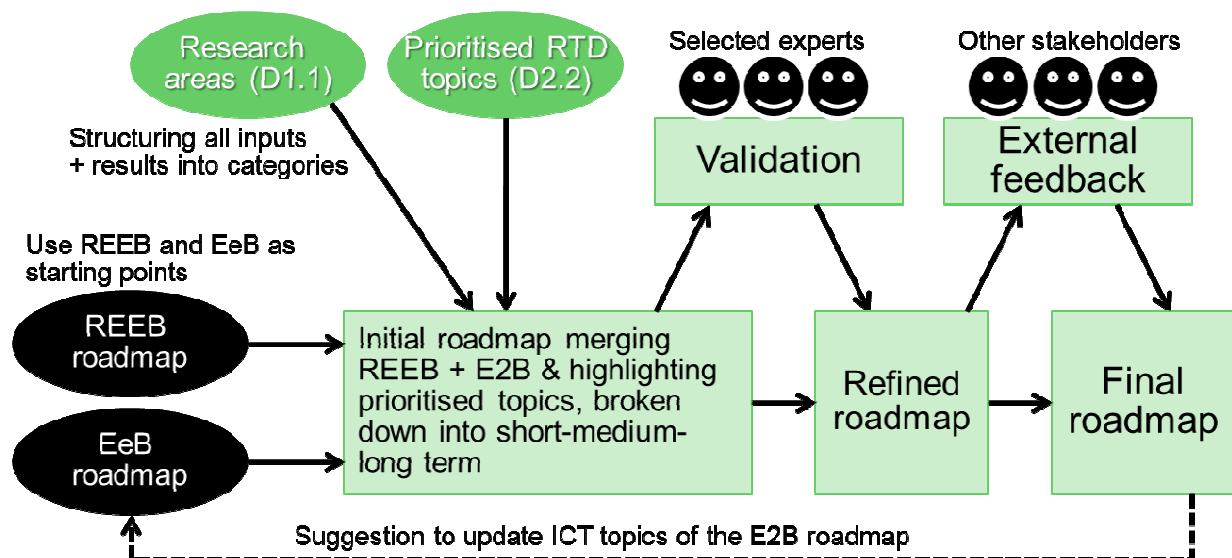 Research
areas (D1.1)
Prioritised RTD
topics (D2.2)
Selected experts
Other stakeholders
Structuring all inputs
+ results into categories
Validation
External
feedback
Use REEB and EeB as
starting points
REEB
roadmap
Initial roadmap merging
REEB + E2B & highlighting
prioritised topics, broken
down into short-medium-
long term
Refined
roadmap
Final
roadmap
EeB
roadmap
Suggestion to update ICT topics of the E2B roadmap